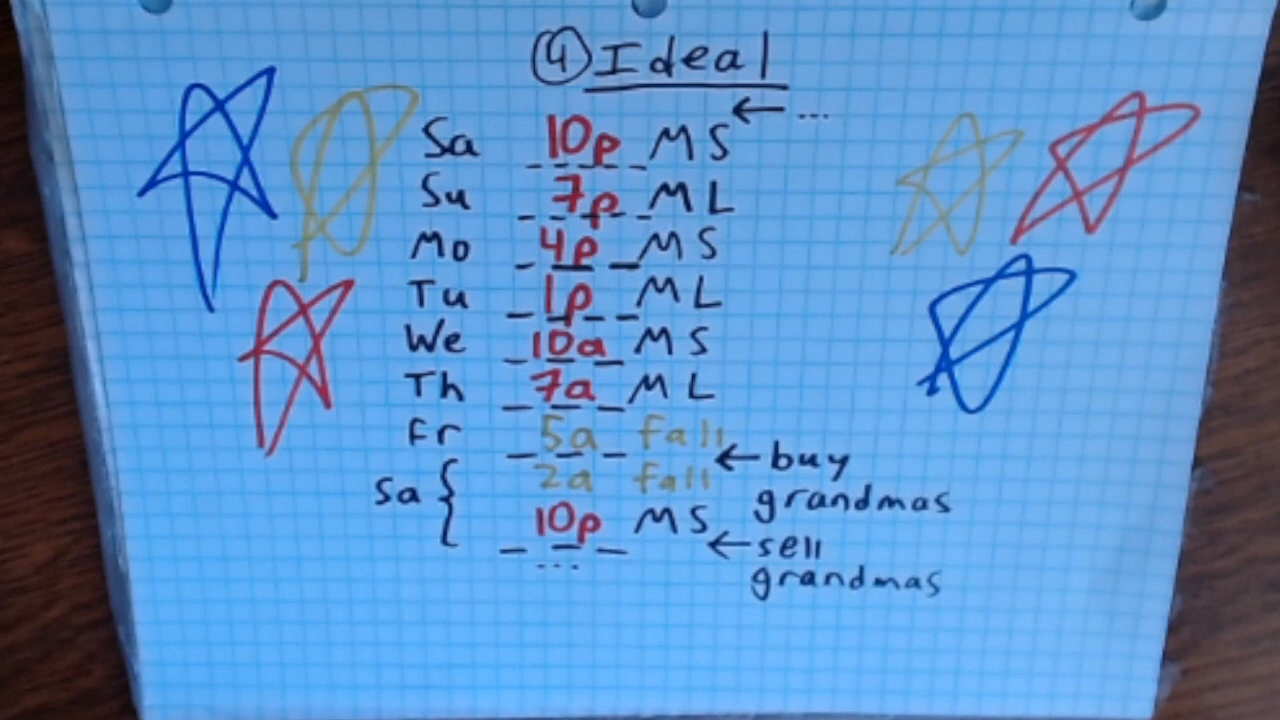 ④ Ideal
← ...
Sa 10p MS
Su 7p ML
Mo 4p MS
Tu 1p ML
We 10a MS
Th 7a ML
Fr 5a fall
← buy grandmas
Sa { 2a fall
10p MS
← sell grandmas
...